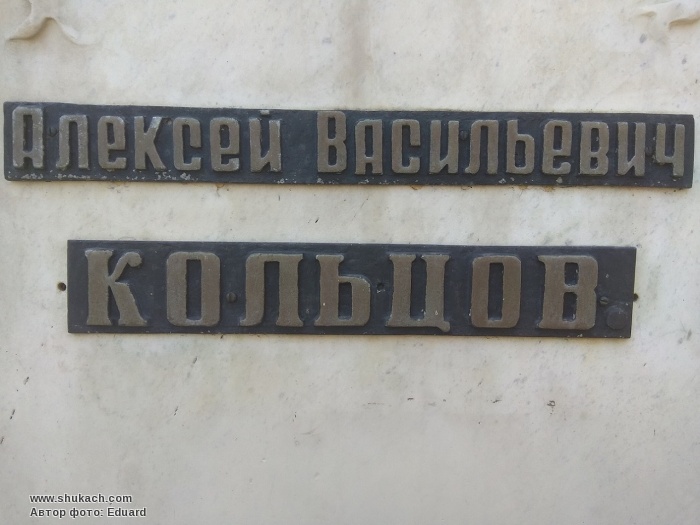 Алексей Васильевич
КОЛЬЦОВ
www.shukach.com
Автор фото: Eduard